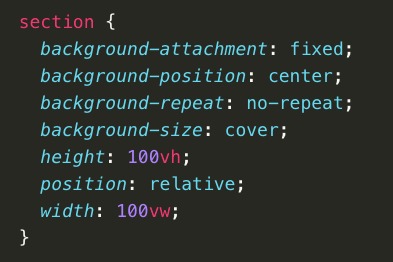 section {
  background-attachment: fixed;
  background-position: center;
  background-repeat: no-repeat;
  background-size: cover;
  height: 100vh;
  position: relative;
  width: 100vw;
}